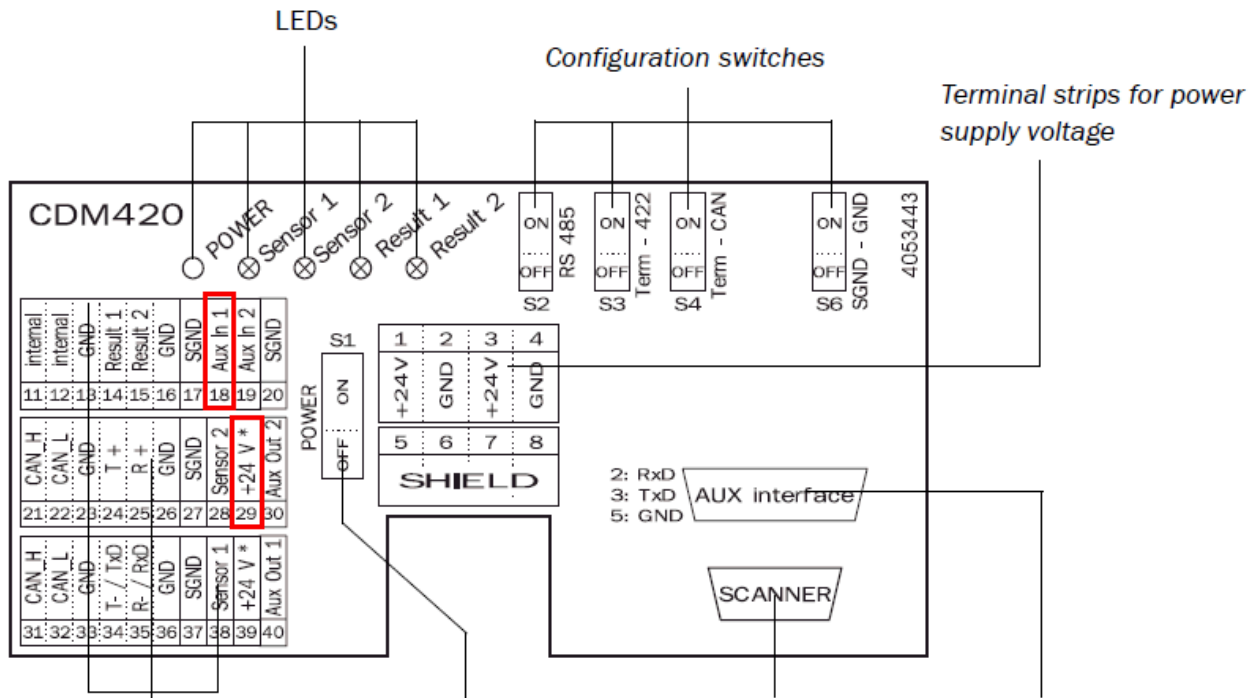 LEDs
Configuration switches
Terminal strips for power
supply voltage
CDM420
POWER
Sensor 1
Sensor 2
Result 1
Result 2
ON
OFF
RS 485
S2
ON
OFF
Term - 422
S3
ON
OFF
Term - CAN
S4
ON
OFF
SGND - GND
S6
4053443
internal
internal
GND
Result 1
Result 2
GND
SGND
Aux In 1
Aux In 2
SGND
11 12 13 14 15 16 17 18 19 20
CAN_H
CAN_L
GND
T +
R +
GND
SGND
Sensor 2
+24 V *
Aux Out 2
21 22 23 24 25 26 27 28 29 30
CAN_H
CAN_L
GND
T- / TxD
R- / RxD
GND
SGND
Sensor 1
+24 V *
Aux Out 1
31 32 33 34 35 36 37 38 39 40
S1
POWER
ON
OFF
1 2 3 4
+24V
GND
+24V
GND
5 6 7 8
SHIELD
2: RxD
3: TxD
5: GND
AUX interface
SCANNER